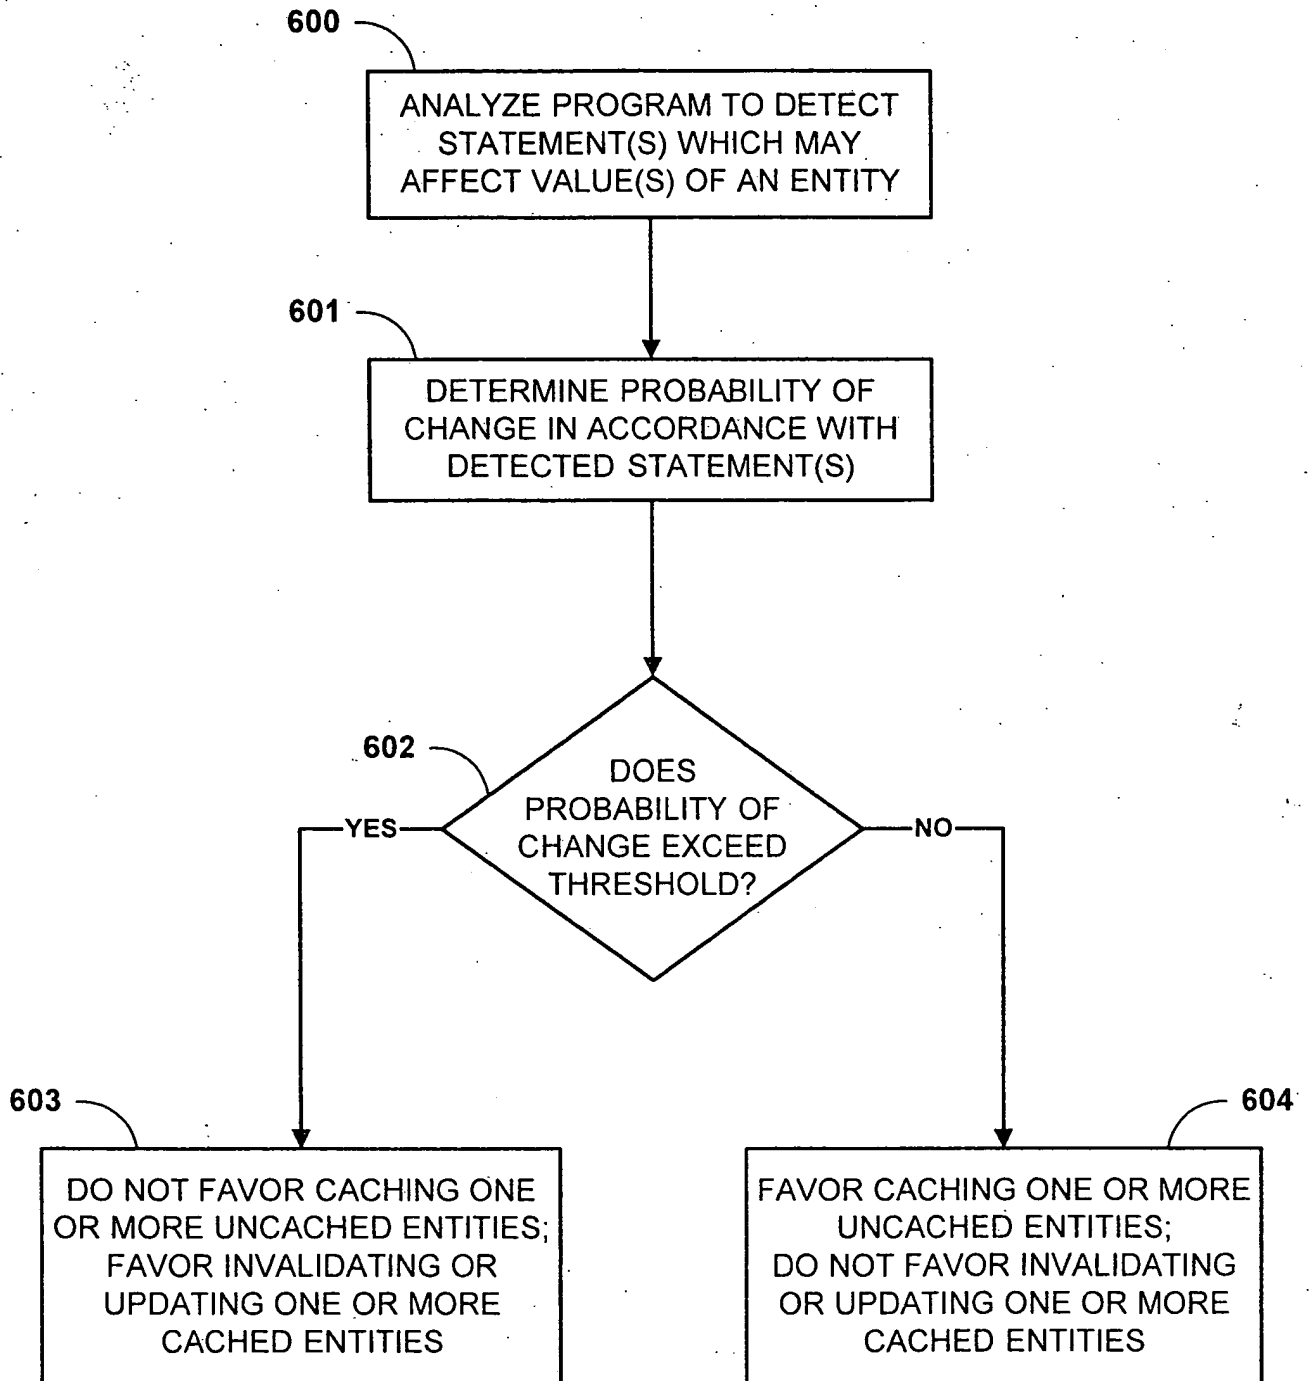 600
ANALYZE PROGRAM TO DETECT
STATEMENT(S) WHICH MAY
AFFECT VALUE(S) OF AN ENTITY
601
DETERMINE PROBABILITY OF
CHANGE IN ACCORDANCE WITH
DETECTED STATEMENT(S)
602
DOES
PROBABILITY OF
CHANGE EXCEED
THRESHOLD?
YES
NO
603
DO NOT FAVOR CACHING ONE
OR MORE UNCACHED ENTITIES;
FAVOR INVALIDATING OR
UPDATING ONE OR MORE
CACHED ENTITIES
604
FAVOR CACHING ONE OR MORE
UNCACHED ENTITIES;
DO NOT FAVOR INVALIDATING
OR UPDATING ONE OR MORE
CACHED ENTITIES